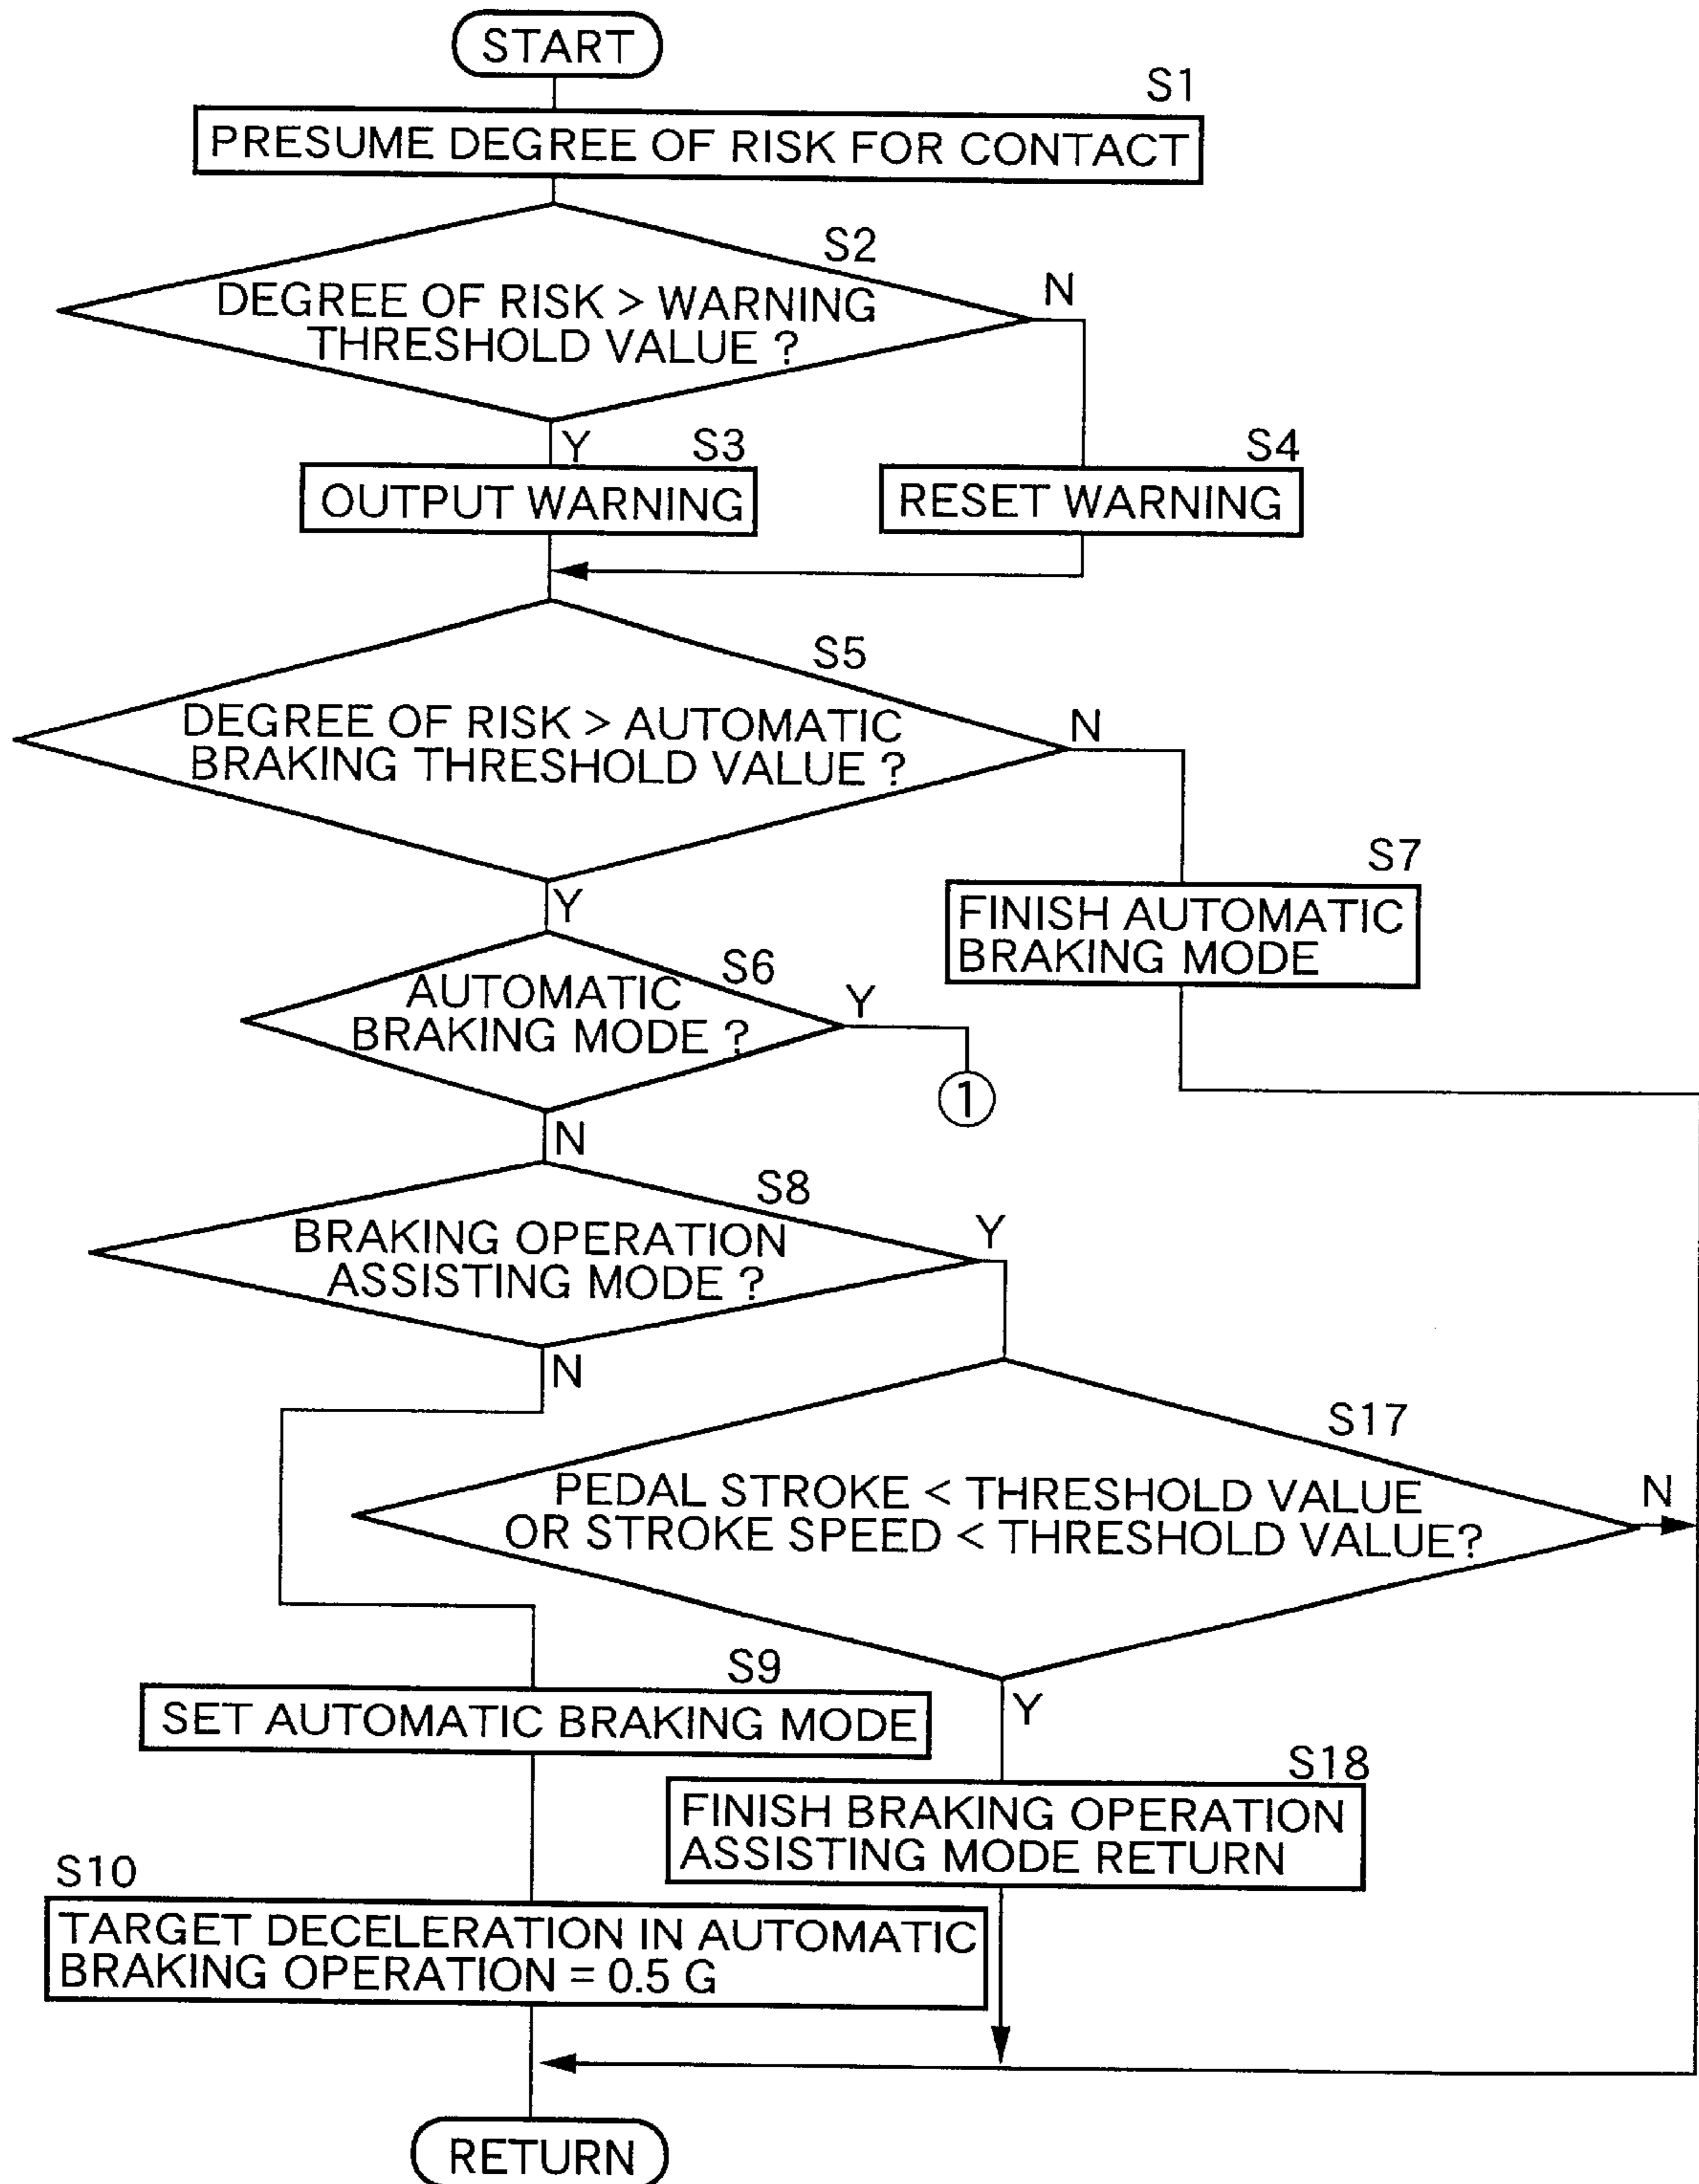 START
S1
PRESUME DEGREE OF RISK FOR CONTACT
S2
DEGREE OF RISK > WARNING
THRESHOLD VALUE ?
N
Y
S3
OUTPUT WARNING
S4
RESET WARNING
S5
DEGREE OF RISK > AUTOMATIC
BRAKING THRESHOLD VALUE ?
N
Y
S7
FINISH AUTOMATIC
BRAKING MODE
S6
AUTOMATIC
BRAKING MODE ?
Y
1
N
S8
BRAKING OPERATION
ASSISTING MODE ?
Y
N
S17
PEDAL STROKE < THRESHOLD VALUE
OR STROKE SPEED < THRESHOLD VALUE?
N
Y
S9
SET AUTOMATIC BRAKING MODE
S18
FINISH BRAKING OPERATION
ASSISTING MODE RETURN
S10
TARGET DECELERATION IN AUTOMATIC
BRAKING OPERATION = 0.5 G
RETURN